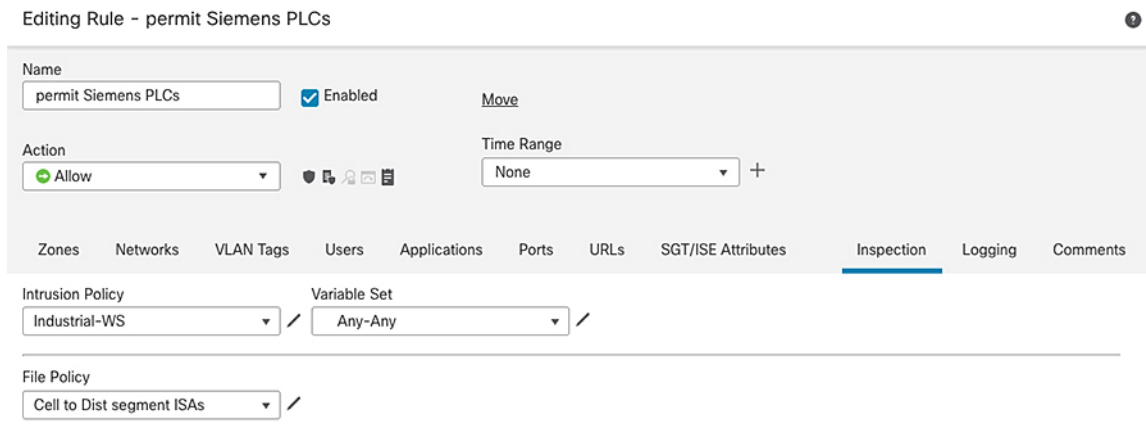 Editing Rule - permit Siemens PLCs
Name
permit Siemens PLCs
Enabled
Move
Action
Allow
Time Range
None
Zones Networks VLAN Tags Users Applications Ports URLs SGT/ISE Attributes Inspection Logging Comments
Intrusion Policy Variable Set
Industrial-WS Any-Any
File Policy
Cell to Dist segment ISAs